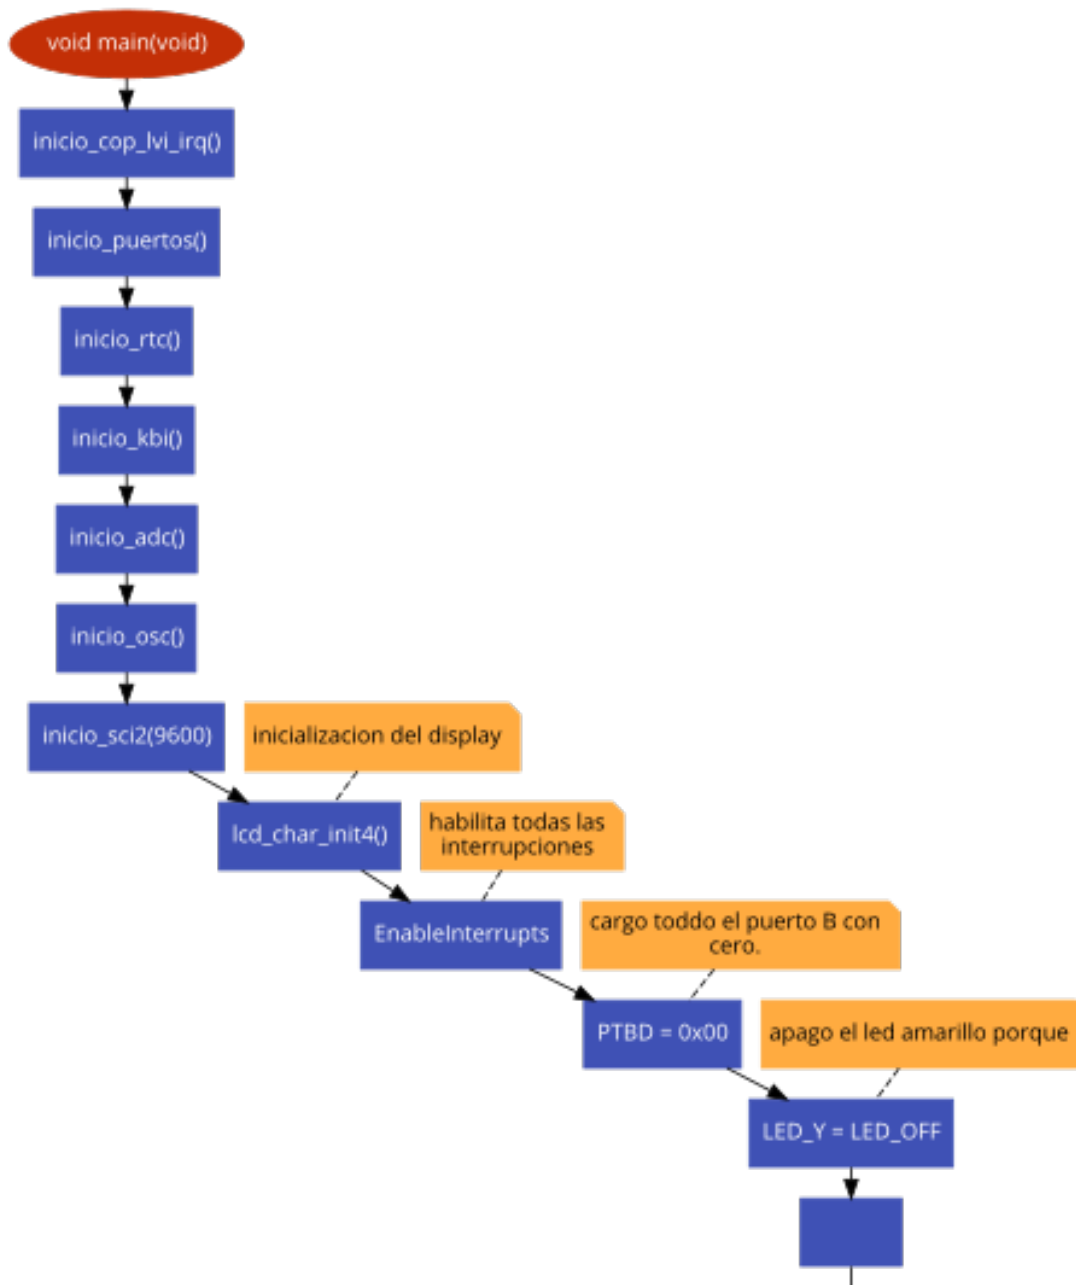 void main(void)
inicio_cop_lvi_irq()
inicio_puertos()
inicio_rtc()
inicio_kbi()
inicio_adc()
inicio_osc()
inicio_sci2(9600)
inicializacion del display
lcd_char_init4()
habilita todas las
interrupciones
EnableInterrupts
cargo toddo el puerto B con
cero.
PTBD = 0x00
apago el led amarillo porque
LED_Y = LED_OFF